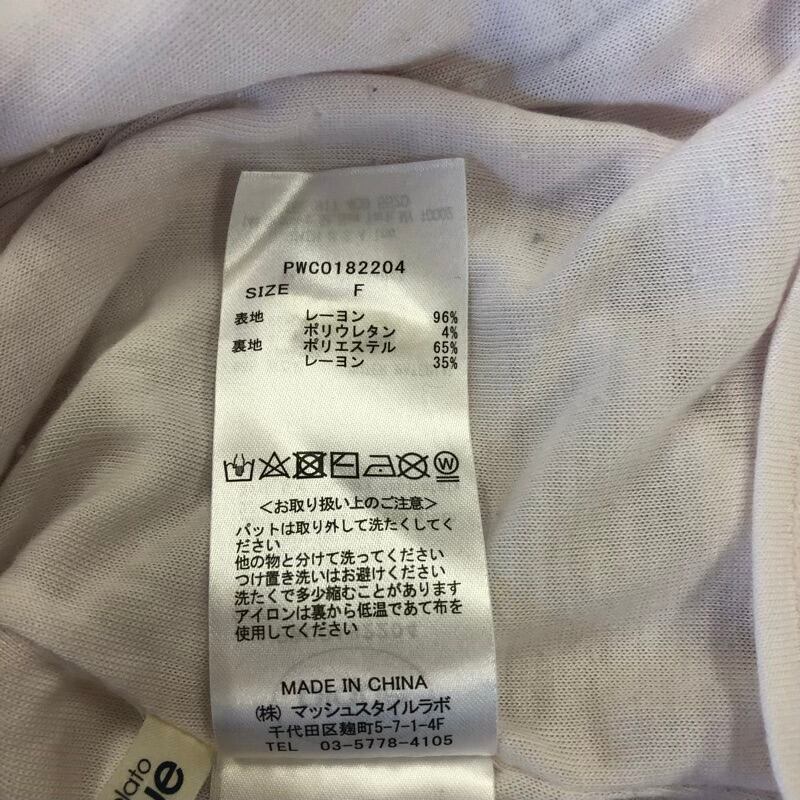 PWCO182204
SIZE F
表地 レーヨン 96%
ポリウレタン 4%
裏地 ポリエステル 65%
レーヨン 35%
W
<お取り扱い上のご注意>
パットは取り外して洗たくしてく
ださい
他の物と分けて洗ってください
つけ置き洗いはお避けください
洗たくで多少縮むことがあります
アイロンは裏から低温であて布を
使用してください
MADE IN CHINA
(株) マッシュスタイルラボ
千代田区麹町5-7-1-4F
TEL 03-5778-4105